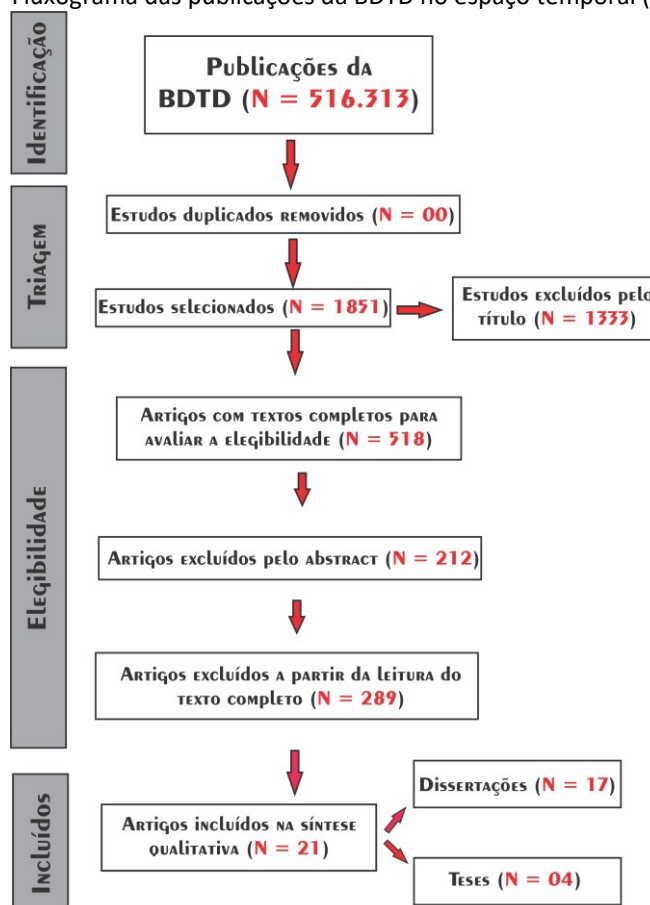 Fluxograma das publicações da BDTD no espaço temporal (
Identificação
Publicações da
BDTD (N = 516.313)
Triagem
Estudos duplicados removidos (N = 00)
Estudos selecionados (N = 1851)
Estudos excluídos pelo
título (N = 1333)
Elegibilidade
Artigos com textos completos para
avaliar a elegibilidade (N = 518)
Artigos excluídos pelo abstract (N = 212)
Artigos excluídos a partir da leitura do
texto completo (N = 289)
Incluídos
Artigos incluídos na síntese
qualitativa (N = 21)
Dissertações (N = 17)
Teses (N = 04)